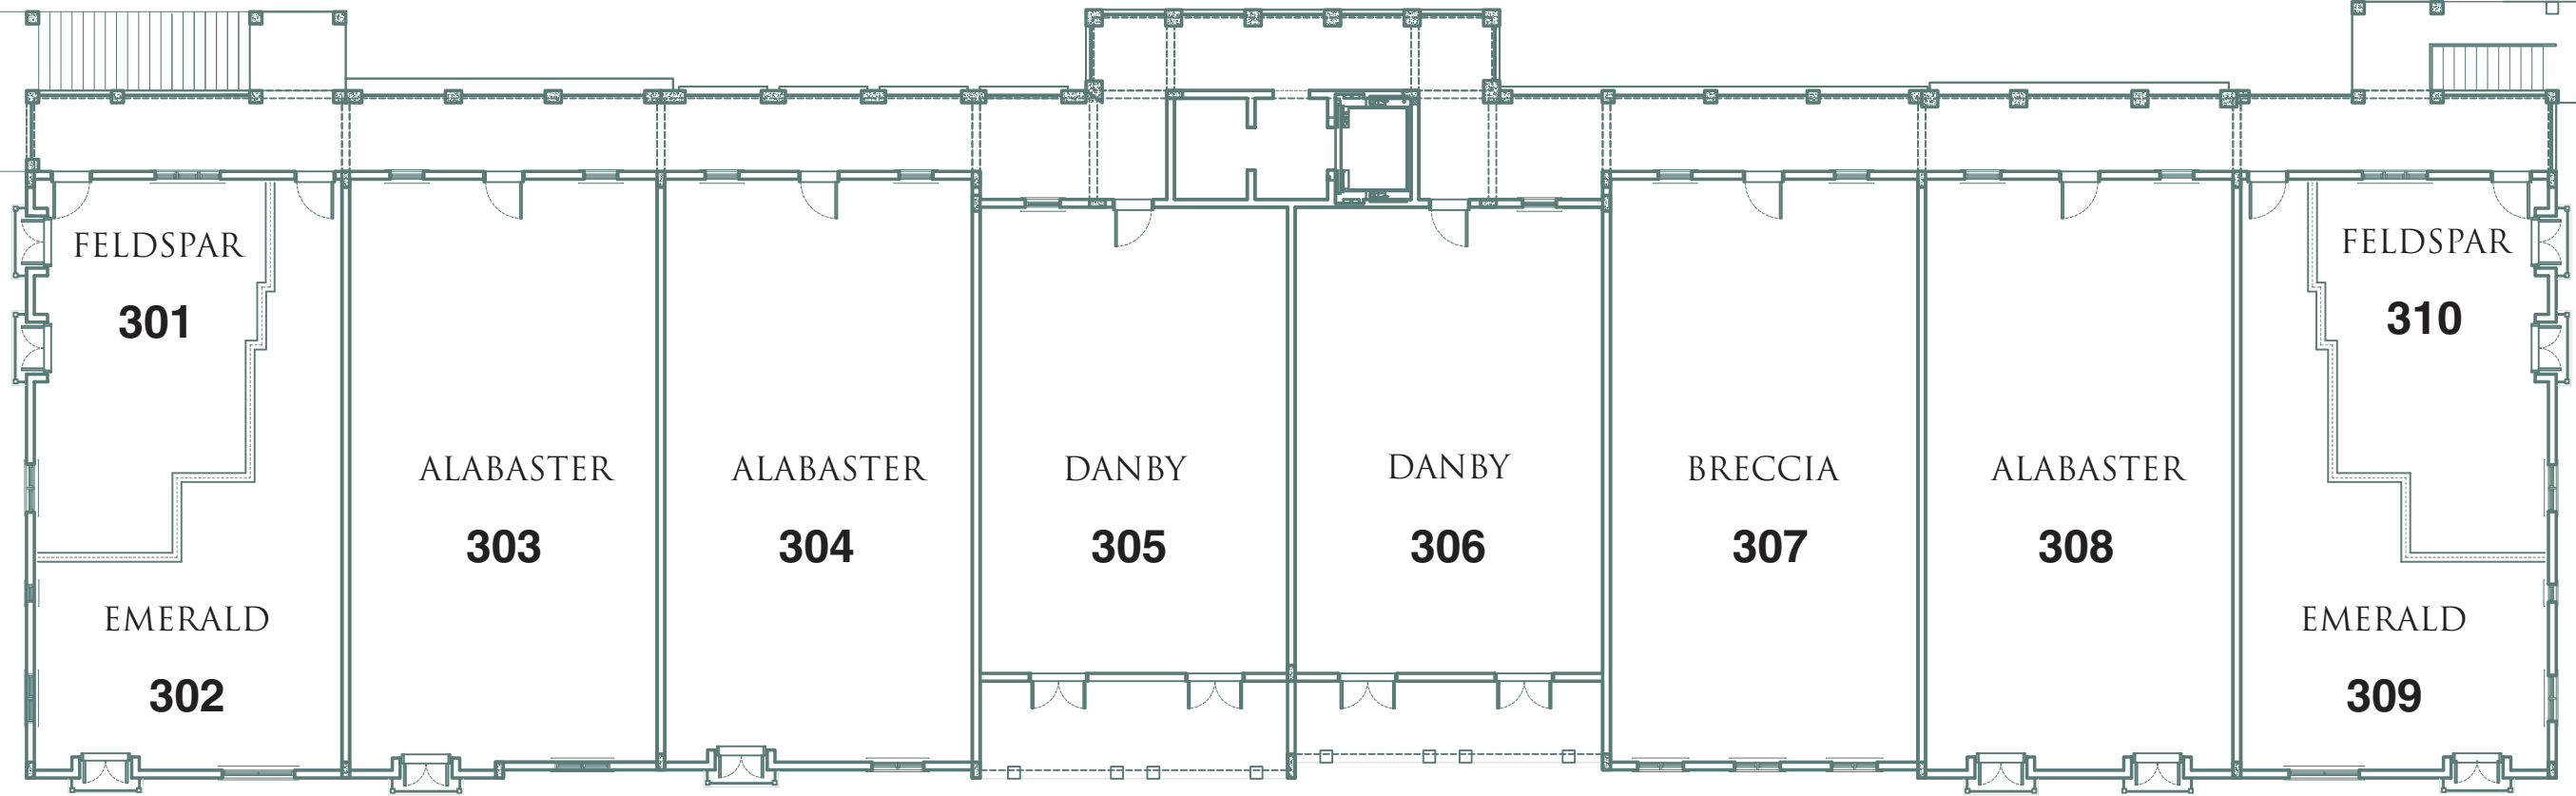 FELDSPAR
301
EMERALD
302
ALABASTER
303
ALABASTER
304
DANBY
305
DANBY
306
BRECCIA
307
ALABASTER
308
FELDSPAR
310
EMERALD
309